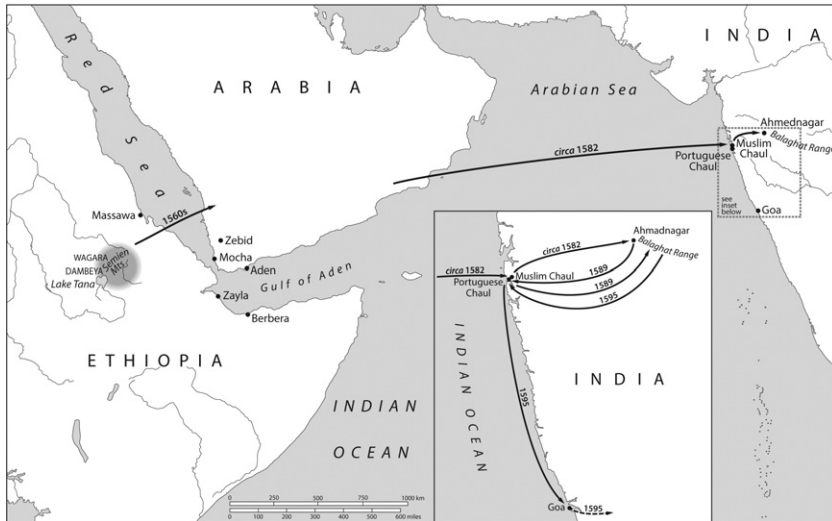 Red Sea
ARABIA
Arabian Sea
INDIA
Ahmednagar
Balaghat Range
Muslim
Chaul
Portuguese
Chaul
circa 1582
see
inset
below
Goa
1560s
Massawa
Zebid
Mocha
Aden
Gulf of Aden
Zayla
Berbera
WAGARA
DAMBEYA
Semien
Mts.
Lake Tana
ETHIOPIA
INDIAN
OCEAN
0 250 500 750 1000 km
0 100 200 300 400 500 600 miles
Ahmadnagar
Balaghat Range
circa 1582
circa 1582
Muslim Chaul
Portuguese
Chaul
1589
1589
1595
INDIAN OCEAN
INDIA
1595
Goa
1595